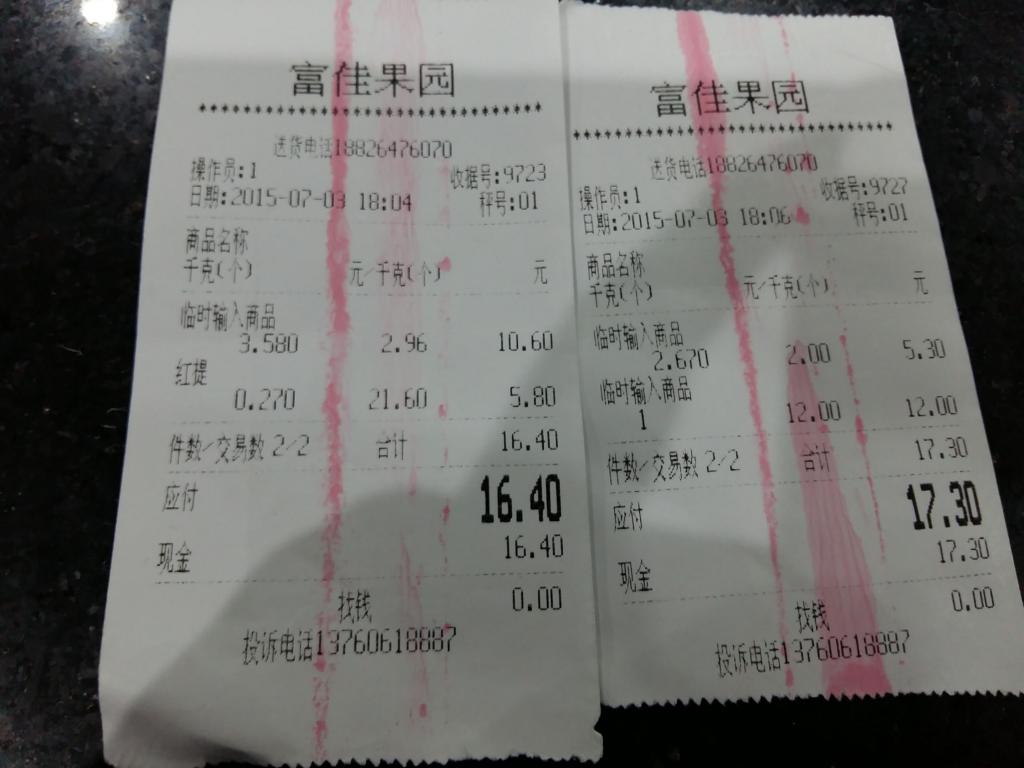 富佳果园
送货电话18826476070
操作员:1 收据号:9723
日期:2015-07-03 18:04 秤号:01
商品名称
千克(个) 元/千克(个) 元
临时输入商品
3.580 2.96 10.60
红提
0.270 21.60 5.80
件数/交易数 2/2 合计 16.40
应付 16.40
现金 16.40
找钱 0.00
投诉电话13760618887
富佳果园
送货电话18826476070
操作员:1 收据号:9727
日期:2015-07-03 18:06 秤号:01
商品名称
千克(个) 元/千克(个) 元
临时输入商品
2.670 2.00 5.30
临时输入商品
1 12.00 12.00
件数/交易数 2/2 合计 17.30
应付 17.30
现金 17.30
找钱 0.00
投诉电话13760618887